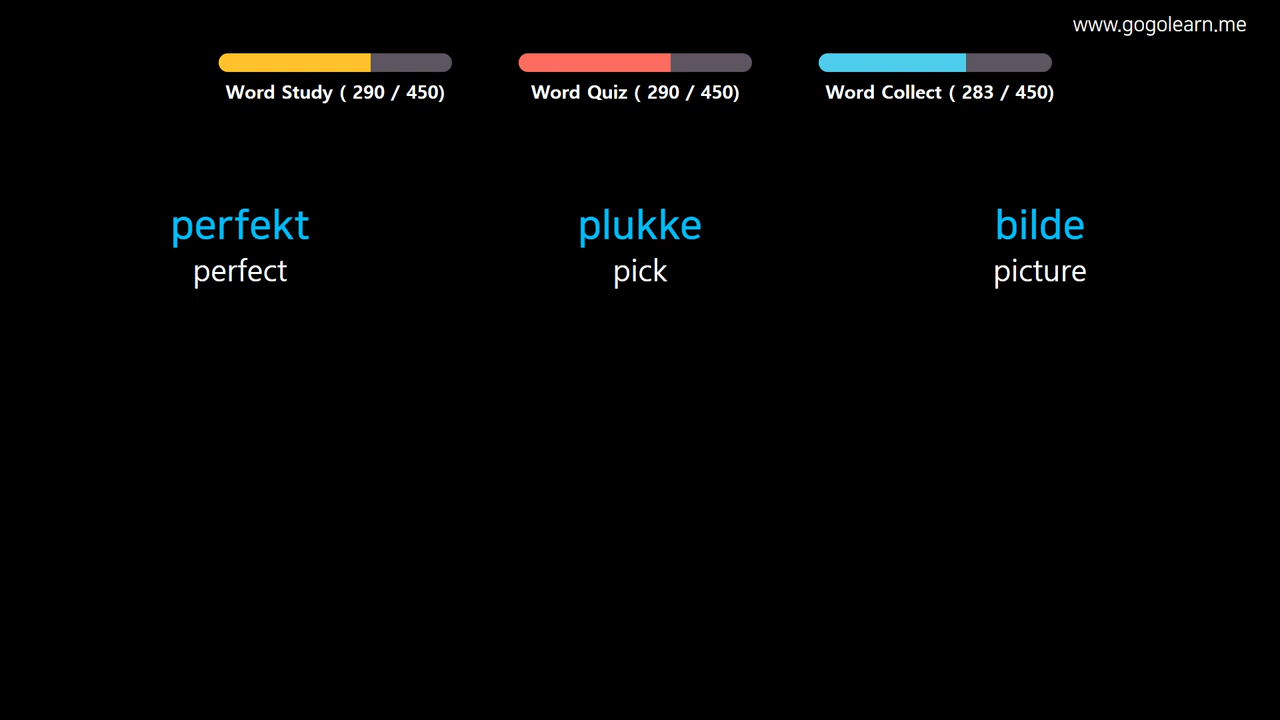 www.gogolearn.me
Word Study ( 290 / 450)
Word Quiz ( 290 / 450)
Word Collect ( 283 / 450)
perfekt
perfect
plukke
pick
bilde
picture